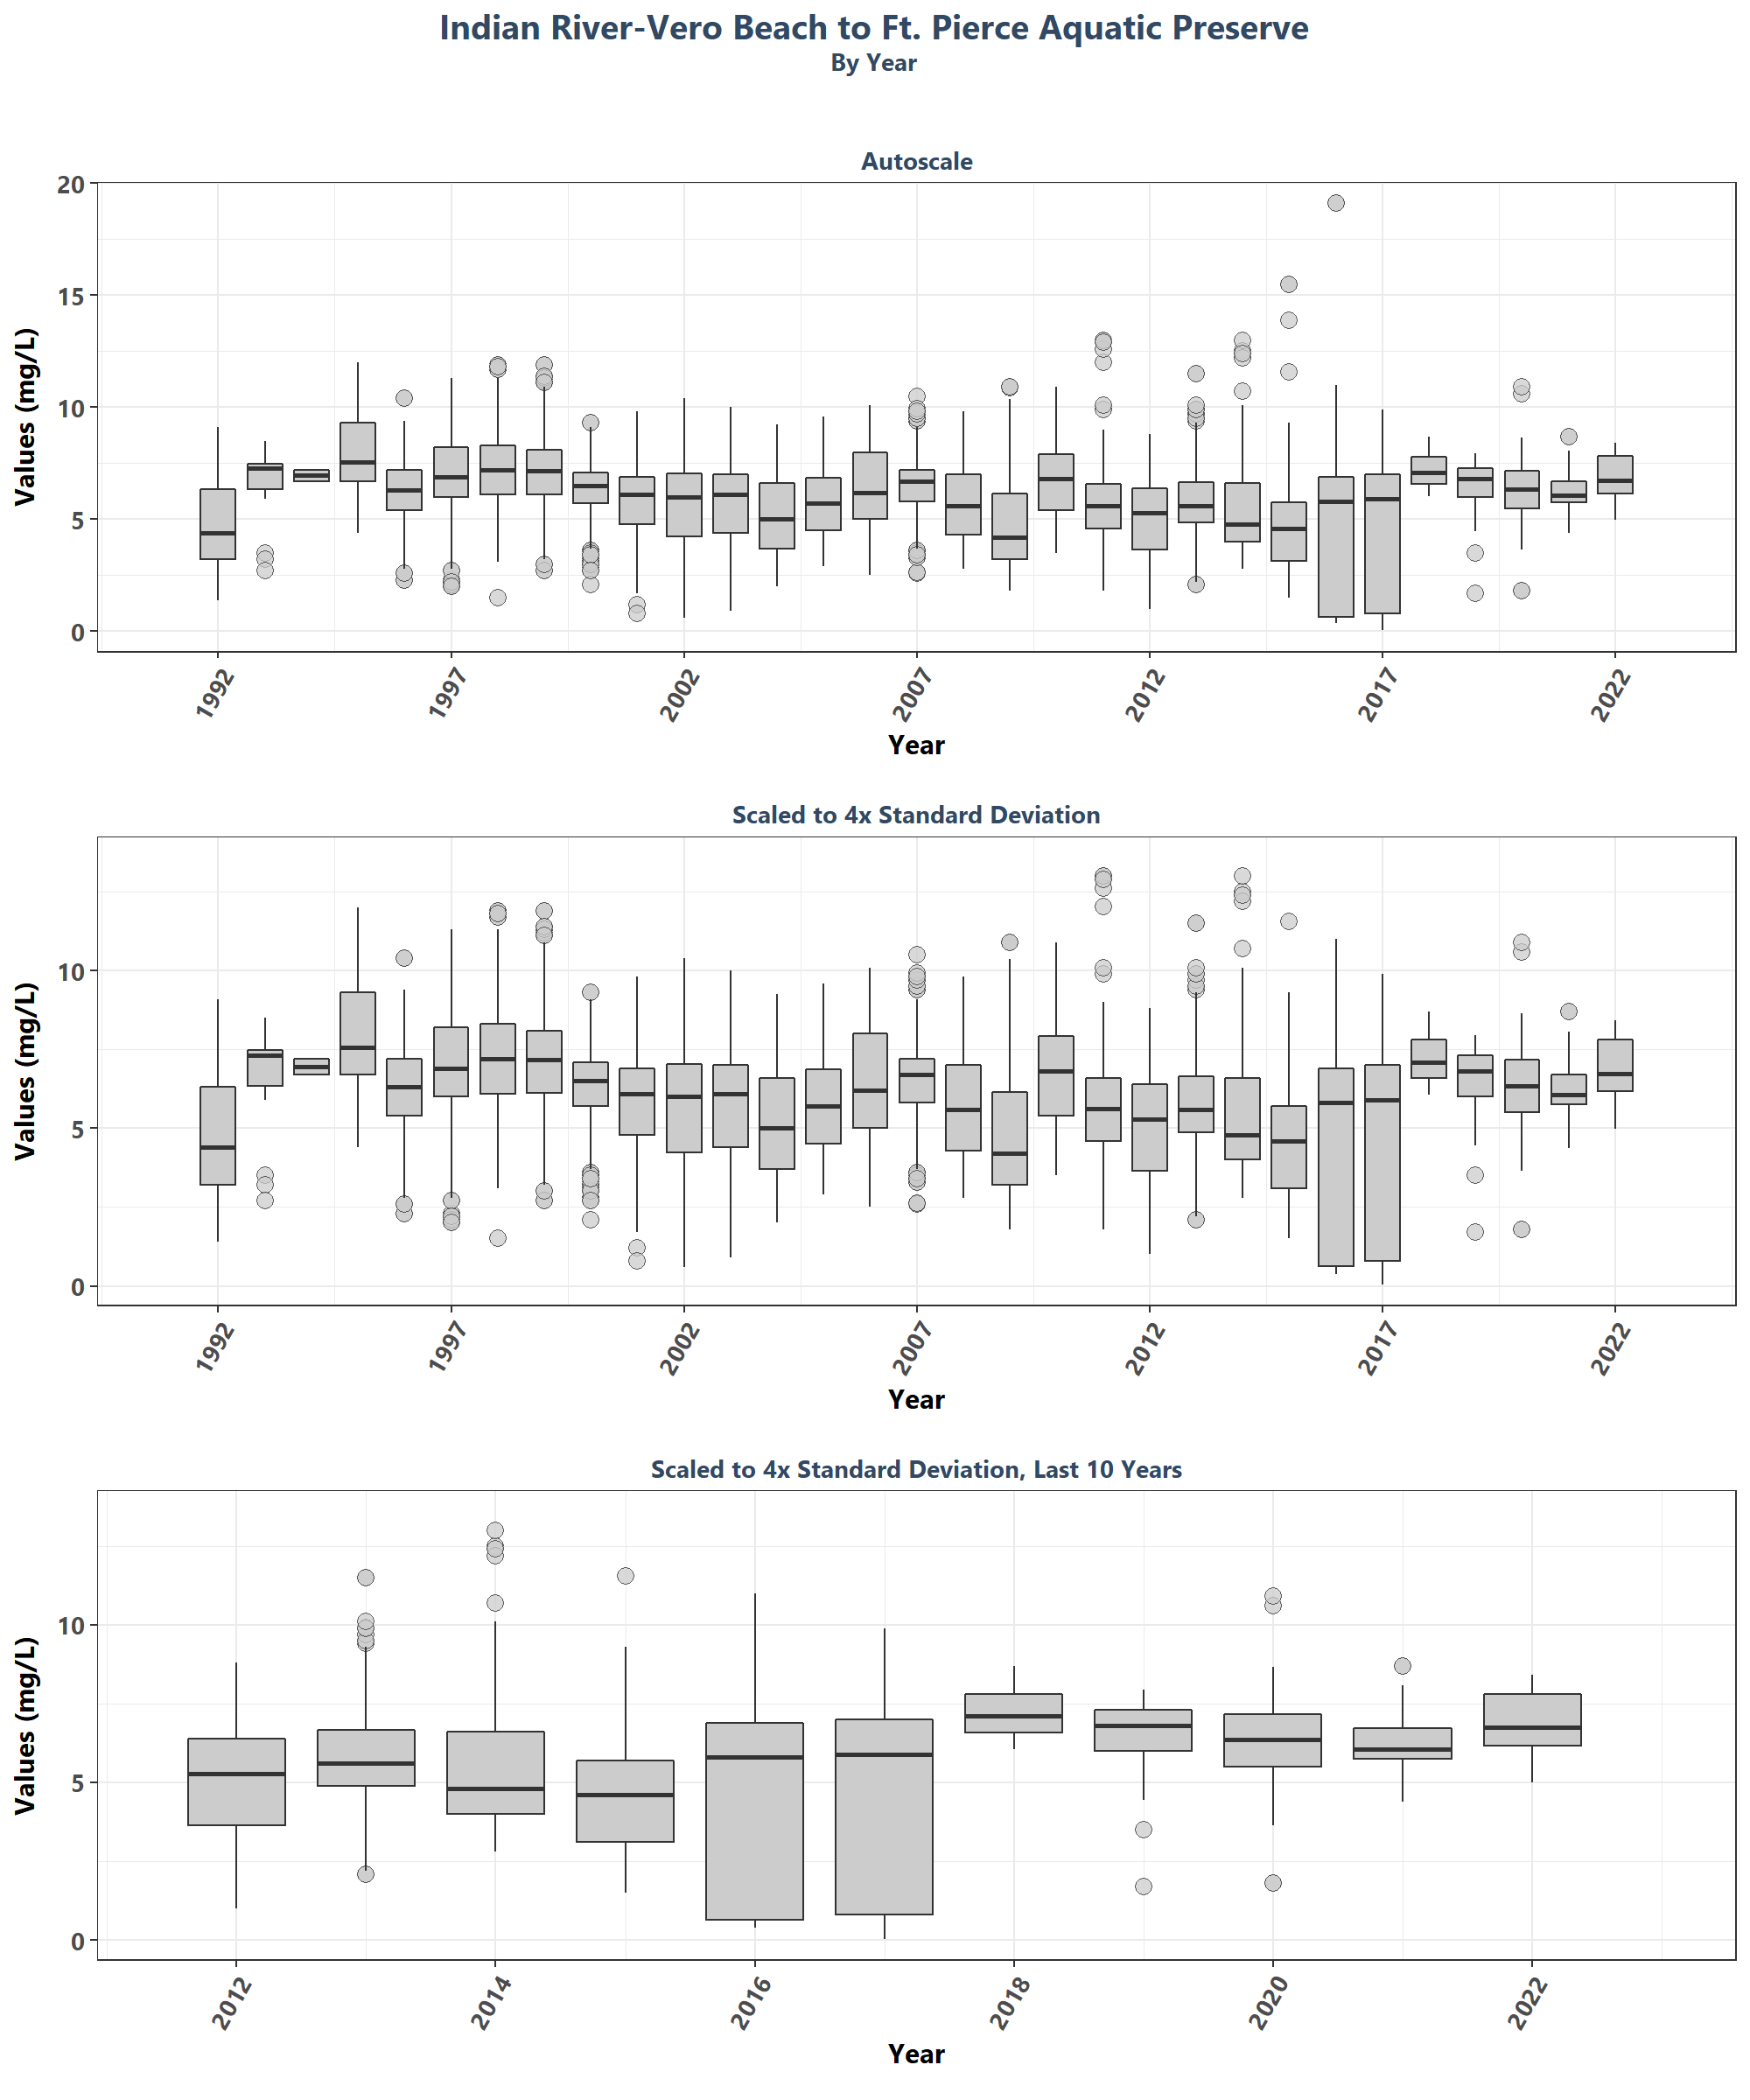 Indian River-Vero Beach to Ft. Pierce Aquatic Preserve
By Year
Autoscale
Values (mg/L)
20
15
10
5
0
1992
1997
2002
2007
2012
2017
2022
Year
Scaled to 4x Standard Deviation
Values (mg/L)
10
5
0
1992
1997
2002
2007
2012
2017
2022
Year
Scaled to 4x Standard Deviation, Last 10 Years
Values (mg/L)
10
5
0
2012
2014
2016
2018
2020
2022
Year